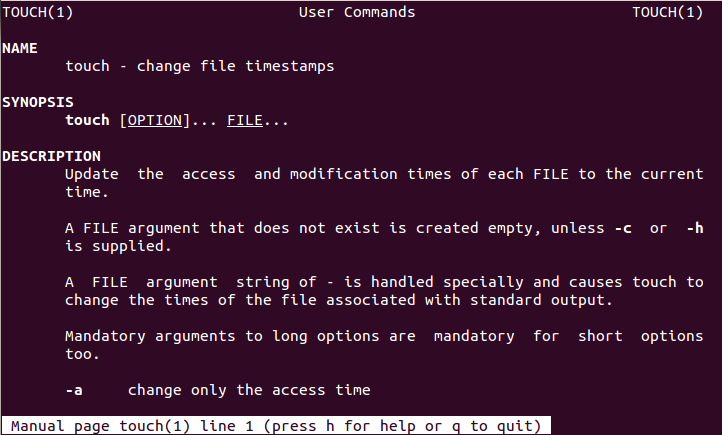 TOUCH(1) User Commands TOUCH(1)
NAME
touch - change file timestamps
SYNOPSIS
touch [OPTION]... FILE...
DESCRIPTION
Update the access and modification times of each FILE to the current
time.
A FILE argument that does not exist is created empty, unless -c or -h
is supplied.
A FILE argument string of - is handled specially and causes touch to
change the times of the file associated with standard output.
Mandatory arguments to long options are mandatory for short options
too.
-a change only the access time
Manual page touch(1) line 1 (press h for help or q to quit)